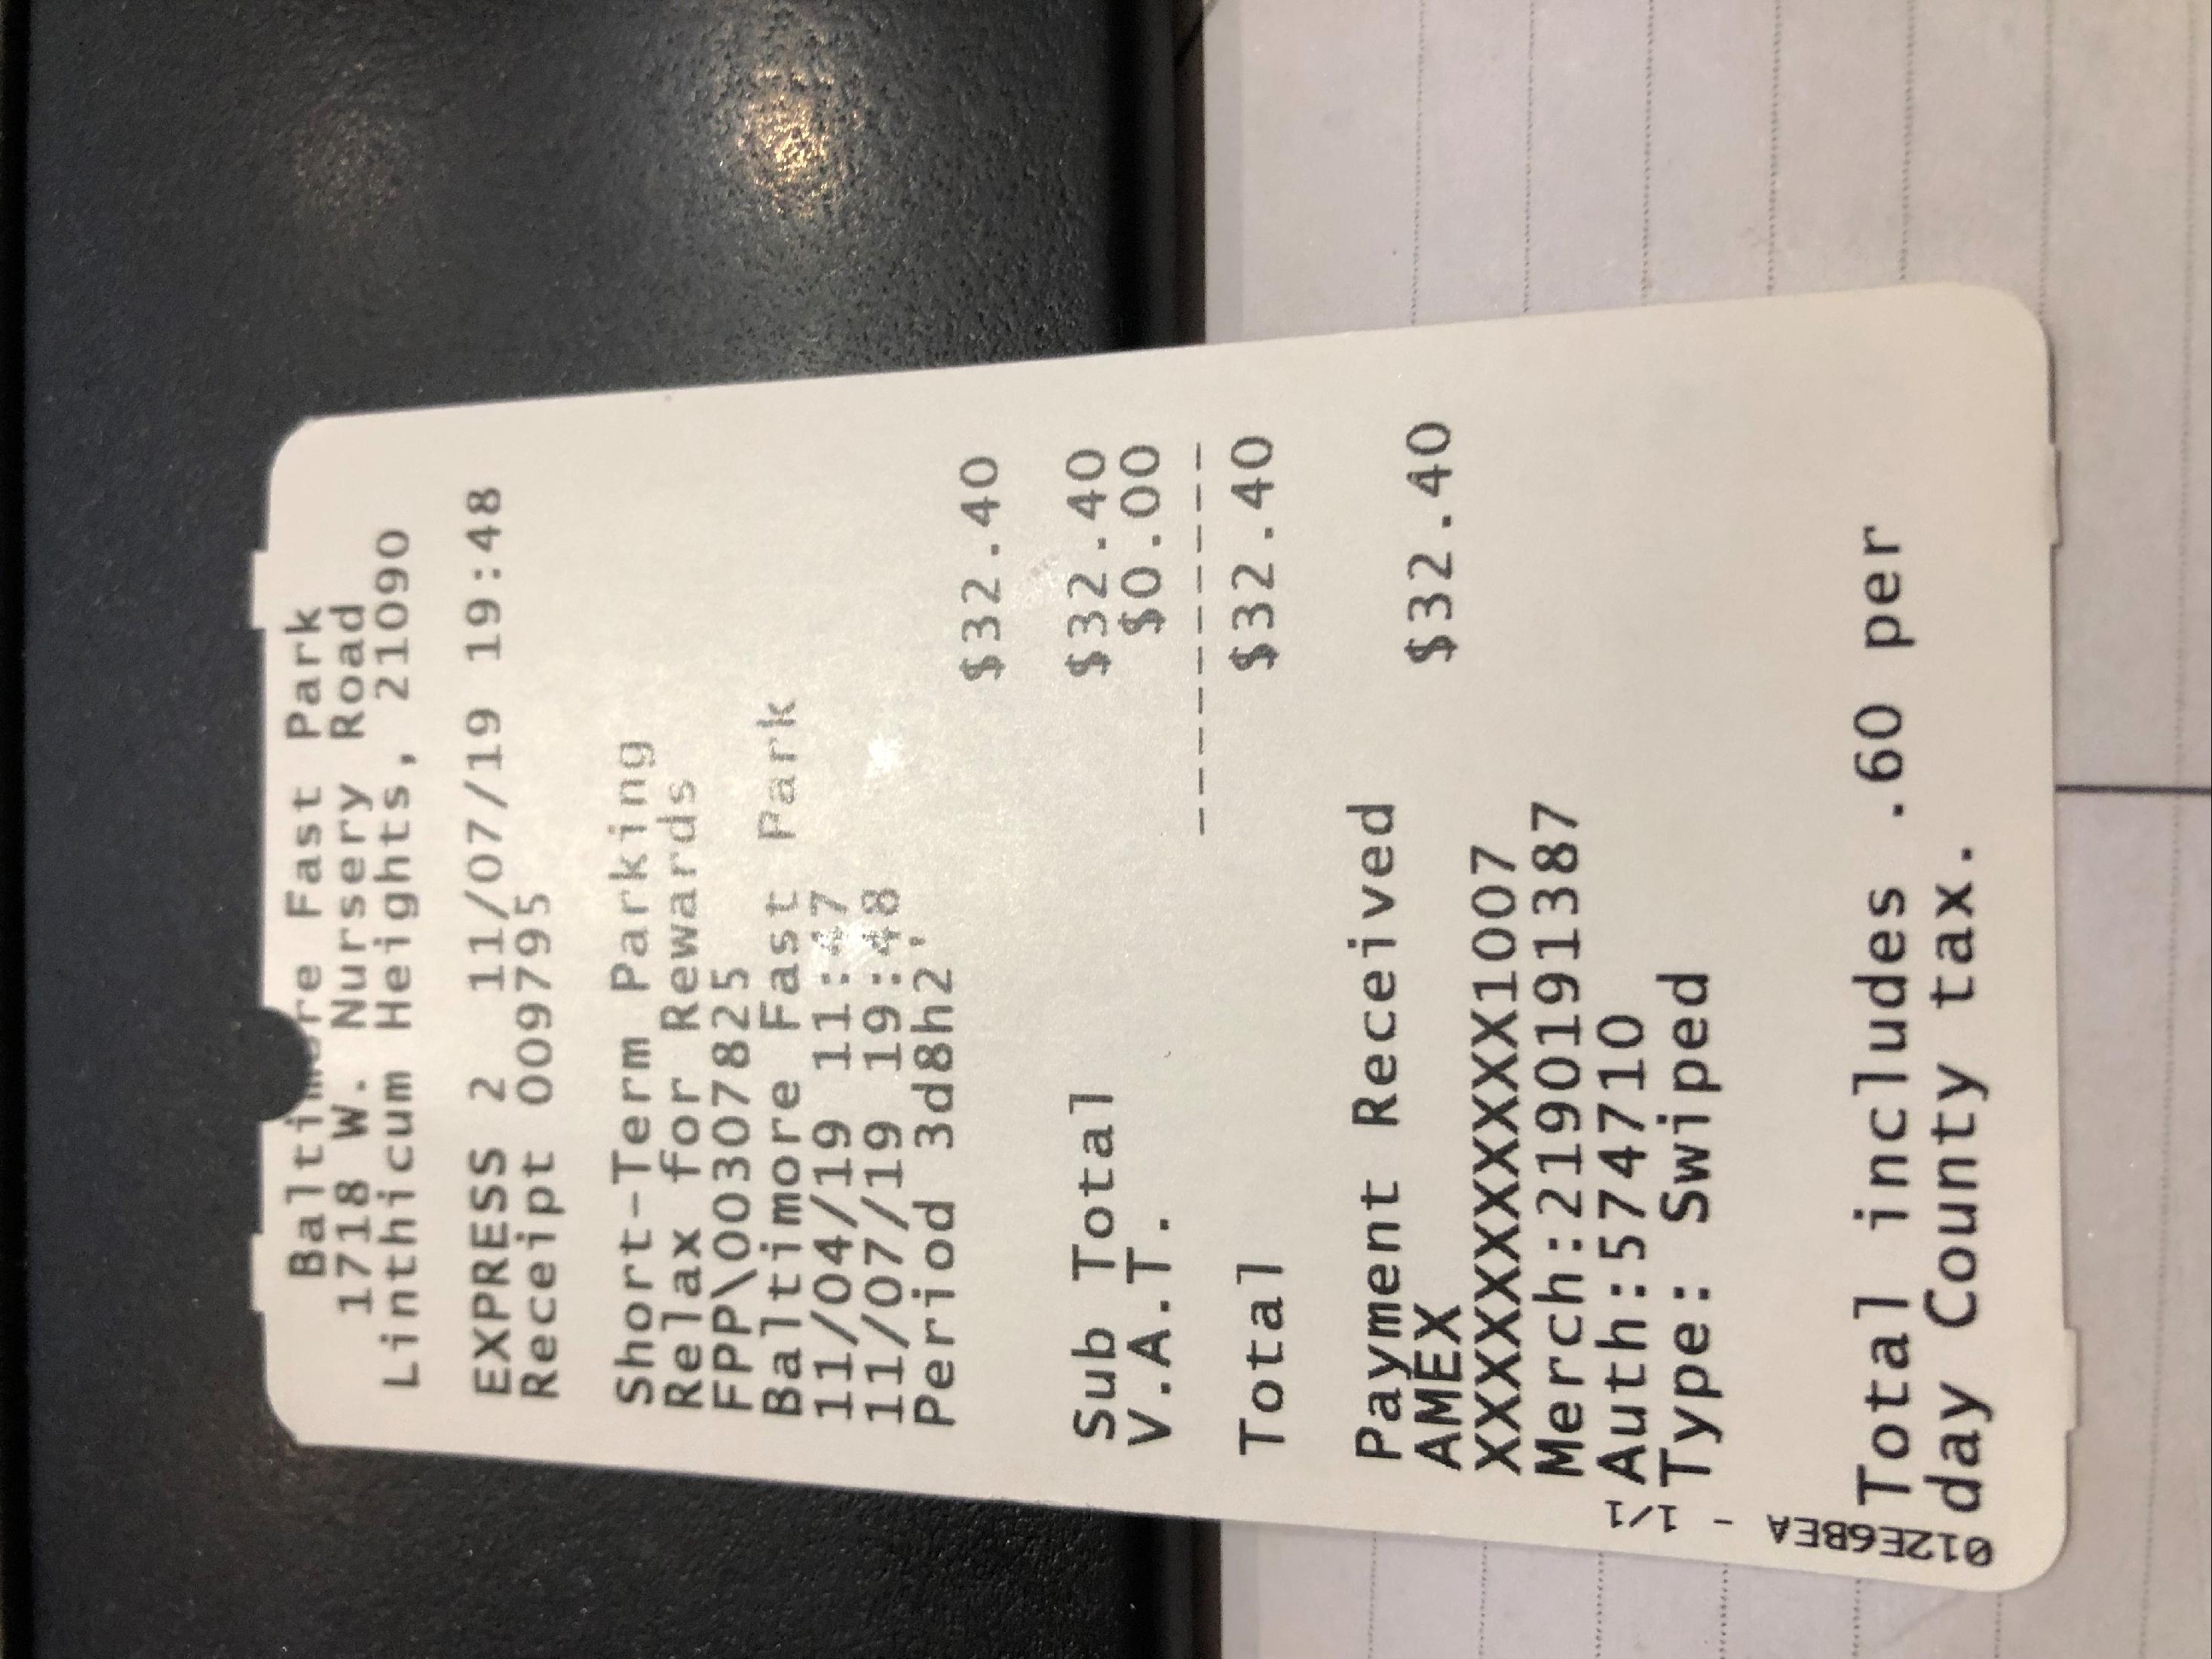 Baltimore Fast Park
1718 W. Nursery Road
Linthicum Heights, 21090
EXPRESS 2 11/07/19 19:48
Receipt 009795
Short-Term Parking
Relax for Rewards
FPP\00307825
Baltimore Fast Park
11/04/19 11:47
11/07/19 19:48
Period 3d8h2'
$32.40
Sub Total $32.40
V.A.T. $0.00
---------------
Total $32.40
Payment Received
AMEX $32.40
XXXXXXXXXXX1007
Merch:2190191387
Auth:574710
Type: Swiped
Total includes .60 per
day County tax.
012E6BEA - 1/1